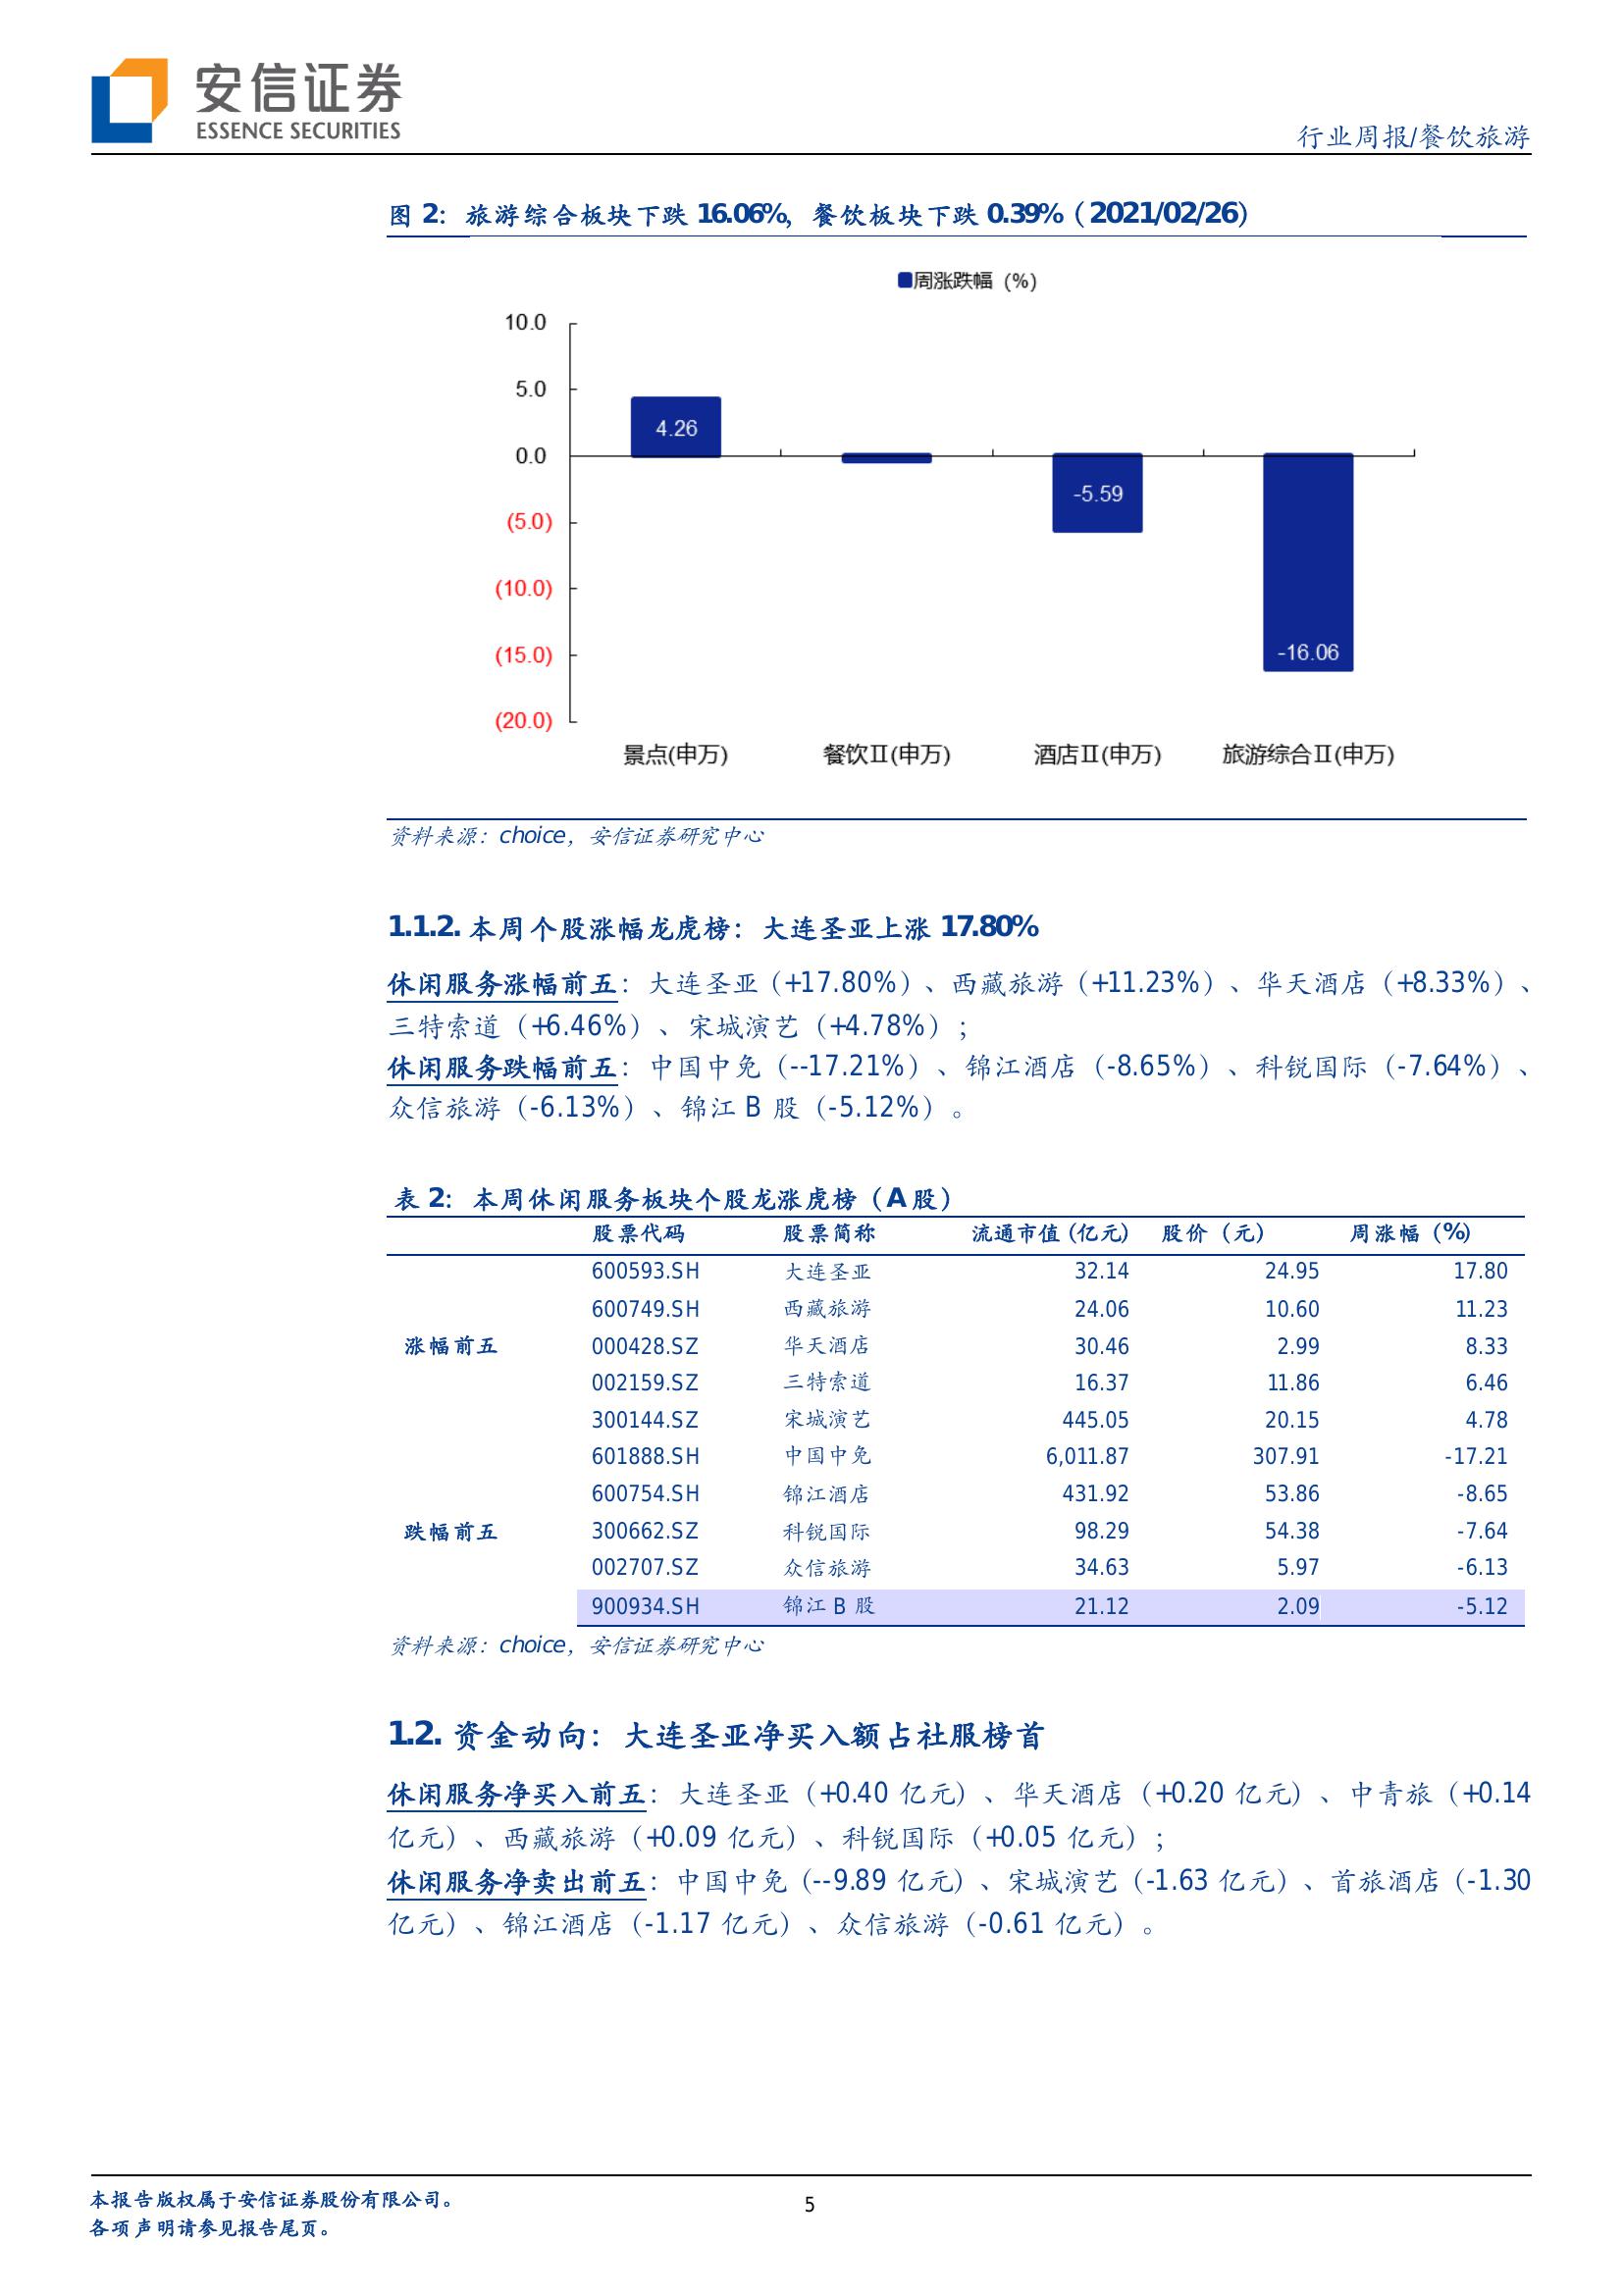 安信证券
ESSENCE SECURITIES
行业周报/餐饮旅游
图 2：旅游综合板块下跌 16.06%，餐饮板块下跌 0.39%（2021/02/26）
周涨跌幅（%）
10.0
5.0
0.0
(5.0)
(10.0)
(15.0)
(20.0)
4.26
-5.59
-16.06
景点(申万) 餐饮Ⅱ(申万) 酒店Ⅱ(申万) 旅游综合Ⅱ(申万)
资料来源：choice，安信证券研究中心
1.1.2. 本周个股涨幅龙虎榜：大连圣亚上涨 17.80%
休闲服务涨幅前五：大连圣亚（+17.80%）、西藏旅游（+11.23%）、华天酒店（+8.33%）、
三特索道（+6.46%）、宋城演艺（+4.78%）；
休闲服务跌幅前五：中国中免（--17.21%）、锦江酒店（-8.65%）、科锐国际（-7.64%）、
众信旅游（-6.13%）、锦江 B 股（-5.12%）。
表 2：本周休闲服务板块个股龙涨虎榜（A 股）
股票代码 股票简称 流通市值（亿元） 股价（元） 周涨幅（%）
600593.SH 大连圣亚 32.14 24.95 17.80
600749.SH 西藏旅游 24.06 10.60 11.23
涨幅前五 000428.SZ 华天酒店 30.46 2.99 8.33
002159.SZ 三特索道 16.37 11.86 6.46
300144.SZ 宋城演艺 445.05 20.15 4.78
601888.SH 中国中免 6,011.87 307.91 -17.21
600754.SH 锦江酒店 431.92 53.86 -8.65
跌幅前五 300662.SZ 科锐国际 98.29 54.38 -7.64
002707.SZ 众信旅游 34.63 5.97 -6.13
900934.SH 锦江 B 股 21.12 2.09 -5.12
资料来源：choice，安信证券研究中心
1.2. 资金动向：大连圣亚净买入额占社服榜首
休闲服务净买入前五：大连圣亚（+0.40 亿元）、华天酒店（+0.20 亿元）、中青旅（+0.14
亿元）、西藏旅游（+0.09 亿元）、科锐国际（+0.05 亿元）；
休闲服务净卖出前五：中国中免（--9.89 亿元）、宋城演艺（-1.63 亿元）、首旅酒店（-1.30
亿元）、锦江酒店（-1.17 亿元）、众信旅游（-0.61 亿元）。
本报告版权属于安信证券股份有限公司。
各项声明请参见报告尾页。
5